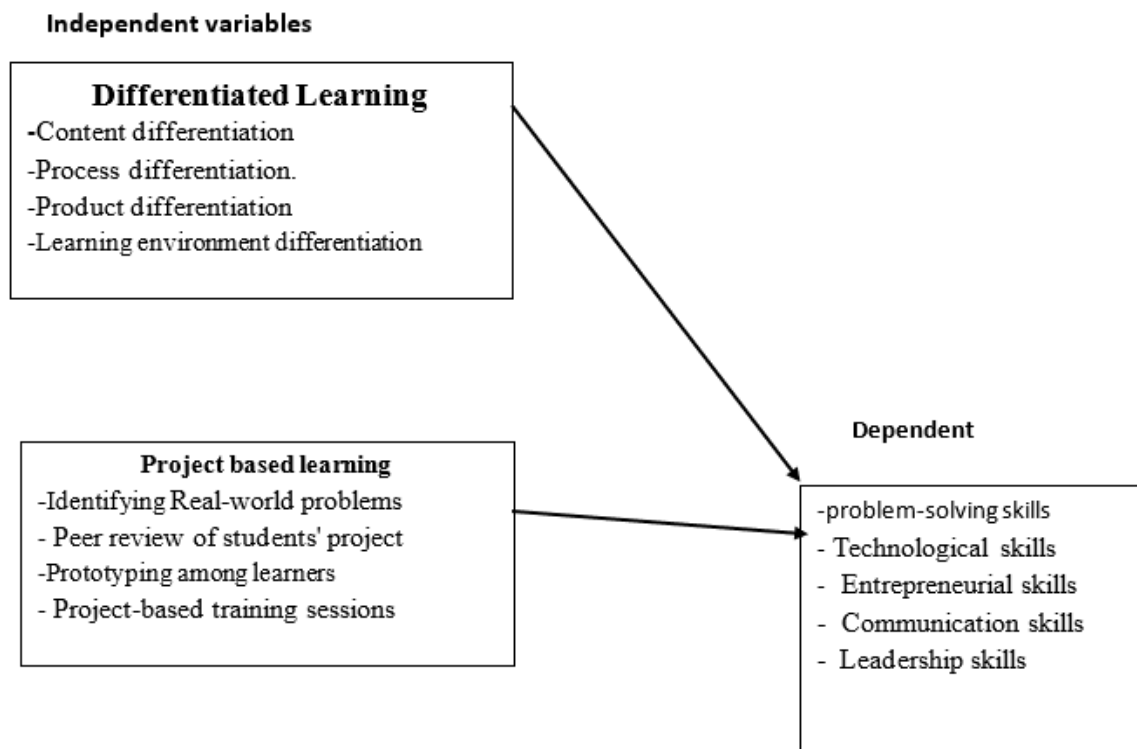 Independent variables
Differentiated Learning
-Content differentiation
-Process differentiation.
-Product differentiation
-Learning environment differentiation
Project based learning
-Identifying Real-world problems
- Peer review of students' project
-Prototyping among learners
- Project-based training sessions
Dependent
-problem-solving skills
- Technological skills
- Entrepreneurial skills
- Communication skills
- Leadership skills